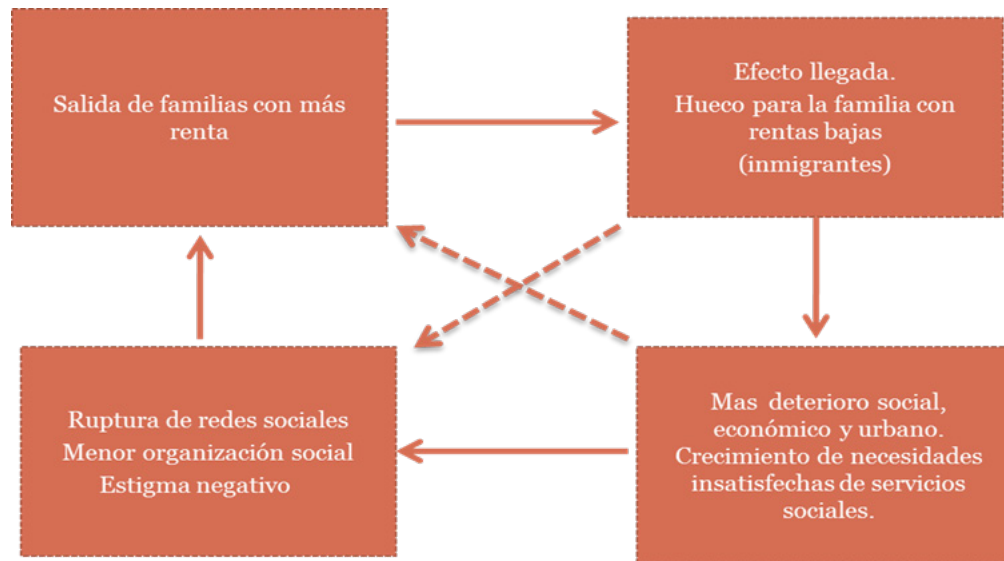 Salida de familias con más
renta
Efecto llegada.
Hueco para la familia con
rentas bajas
(inmigrantes)
Ruptura de redes sociales
Menor organización social
Estigma negativo
Mas deterioro social,
económico y urbano.
Crecimiento de necesidades
insatisfechas de servicios
sociales.